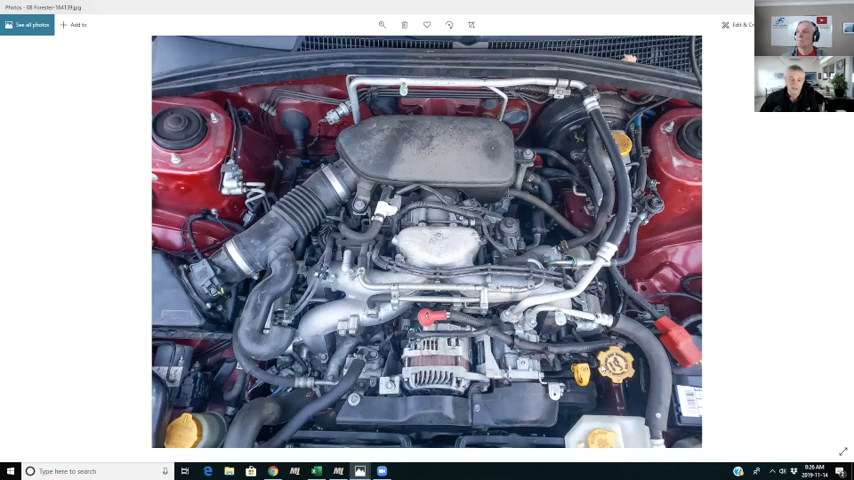 Photos - 08 Forester-164139.jpg
See all photos
Add to
Edit & Cr
Type here to search
8:26 AM
2019-11-14